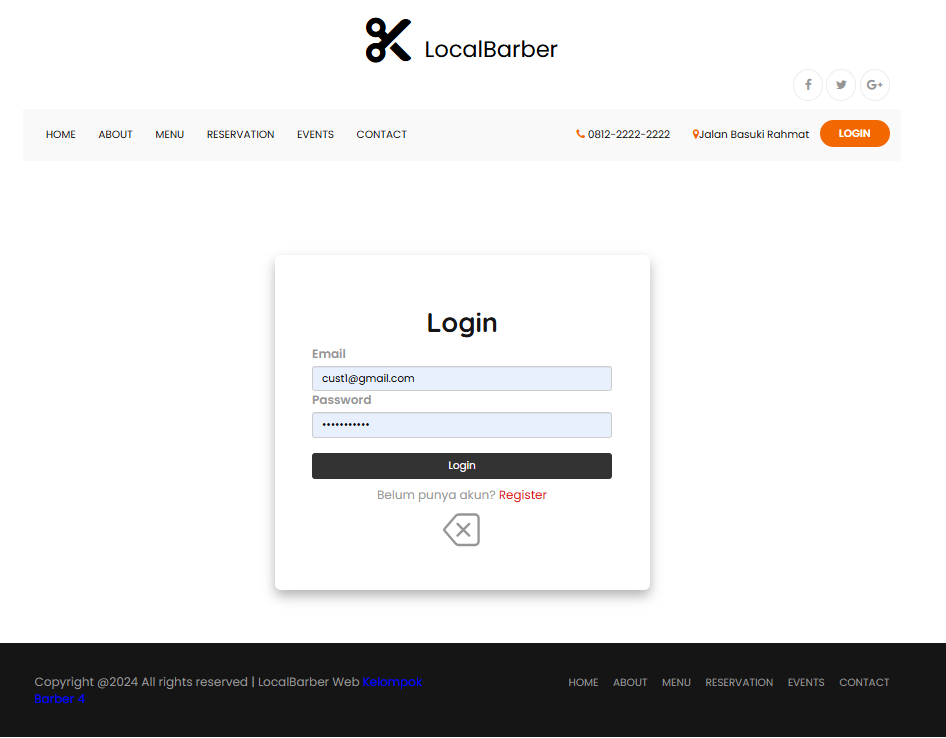 LocalBarber
HOME ABOUT MENU RESERVATION EVENTS CONTACT 0812-2222-2222 Jalan Basuki Rahmat LOGIN
Login
Email
cust1@gmail.com
Password
•••••••••••
Login
Belum punya akun? Register
Copyright @2024 All rights reserved | LocalBarber Web Kelompok
Barber 4
HOME ABOUT MENU RESERVATION EVENTS CONTACT